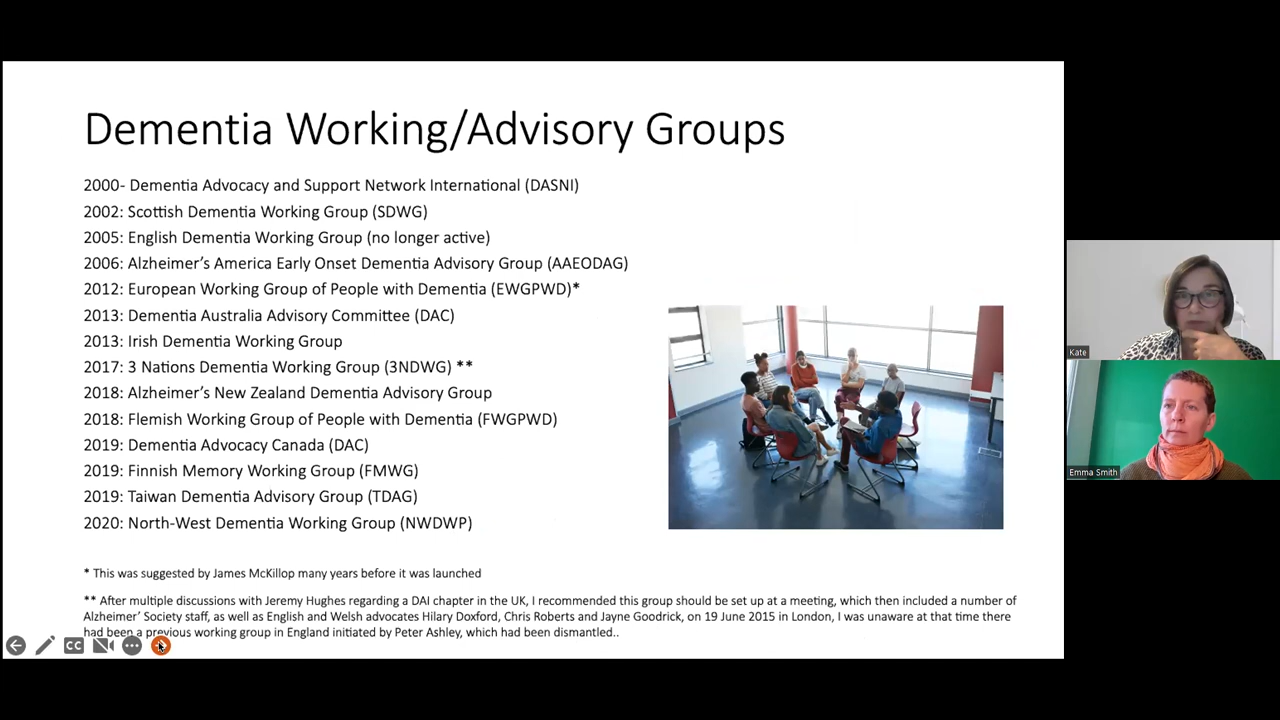 Dementia Working/Advisory Groups
2000- Dementia Advocacy and Support Network International (DASNI)
2002: Scottish Dementia Working Group (SDWG)
2005: English Dementia Working Group (no longer active)
2006: Alzheimer's America Early Onset Dementia Advisory Group (AAEODAG)
2012: European Working Group of People with Dementia (EWGPWD)*
2013: Dementia Australia Advisory Committee (DAC)
2013: Irish Dementia Working Group
2017: 3 Nations Dementia Working Group (3NDWG) **
2018: Alzheimer's New Zealand Dementia Advisory Group
2018: Flemish Working Group of People with Dementia (FWGPWD)
2019: Dementia Advocacy Canada (DAC)
2019: Finnish Memory Working Group (FMWG)
2019: Taiwan Dementia Advisory Group (TDAG)
2020: North-West Dementia Working Group (NWDWP)
* This was suggested by James McKillop many years before it was launched
** After multiple discussions with Jeremy Hughes regarding a DAI chapter in the UK, I recommended this group should be set up at a meeting, which then included a number of
Alzheimer' Society staff, as well as English and Welsh advocates Hilary Doxford, Chris Roberts and Jayne Goodrick, on 19 June 2015 in London, I was unaware at that time there
had been a previous working group in England initiated by Peter Ashley, which had been dismantled..
CC
Kate
Emma Smith